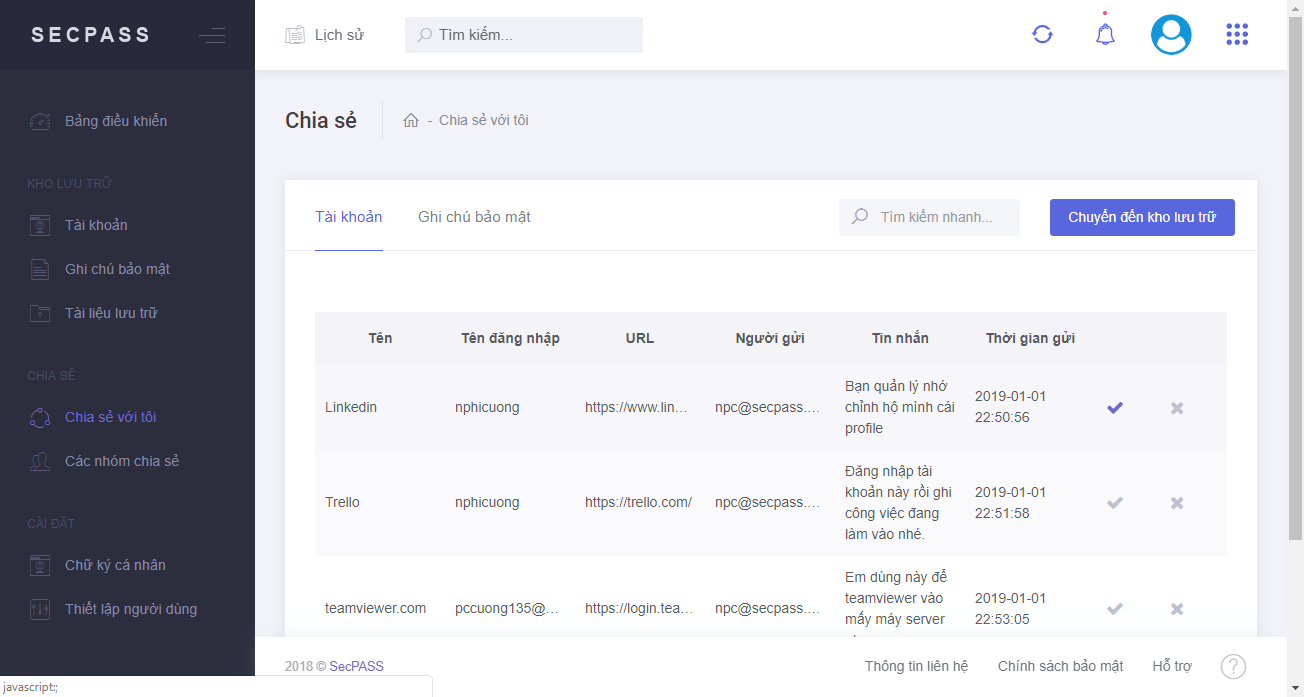 SECPASS
Lịch sử
Tìm kiếm...
Bảng điều khiển
KHO LƯU TRỮ
Tài khoản
Ghi chú bảo mật
Tài liệu lưu trữ
CHIA SẺ
Chia sẻ với tôi
Các nhóm chia sẻ
CÀI ĐẶT
Chữ ký cá nhân
Thiết lập người dùng
Chia sẻ
- Chia sẻ với tôi
Tài khoản
Ghi chú bảo mật
Tìm kiếm nhanh...
Chuyển đến kho lưu trữ
Tên Tên đăng nhập URL Người gửi Tin nhắn Thời gian gửi
Linkedin nphicuong https://www.lin... npc@secpass....
Bạn quản lý nhớ
chỉnh hộ mình cái
profile
2019-01-01
22:50:56
Trello nphicuong https://trello.com/ npc@secpass....
Đăng nhập tài
khoản này rồi ghi
công việc đang
làm vào nhé.
2019-01-01
22:51:58
teamviewer.com pccuong135@... https://login.tea... npc@secpass....
Em dùng này để
teamviewer vào
mấy máy server
2019-01-01
22:53:05
2018 © SecPASS
Thông tin liên hệ
Chính sách bảo mật
Hỗ trợ
?
javascript:;